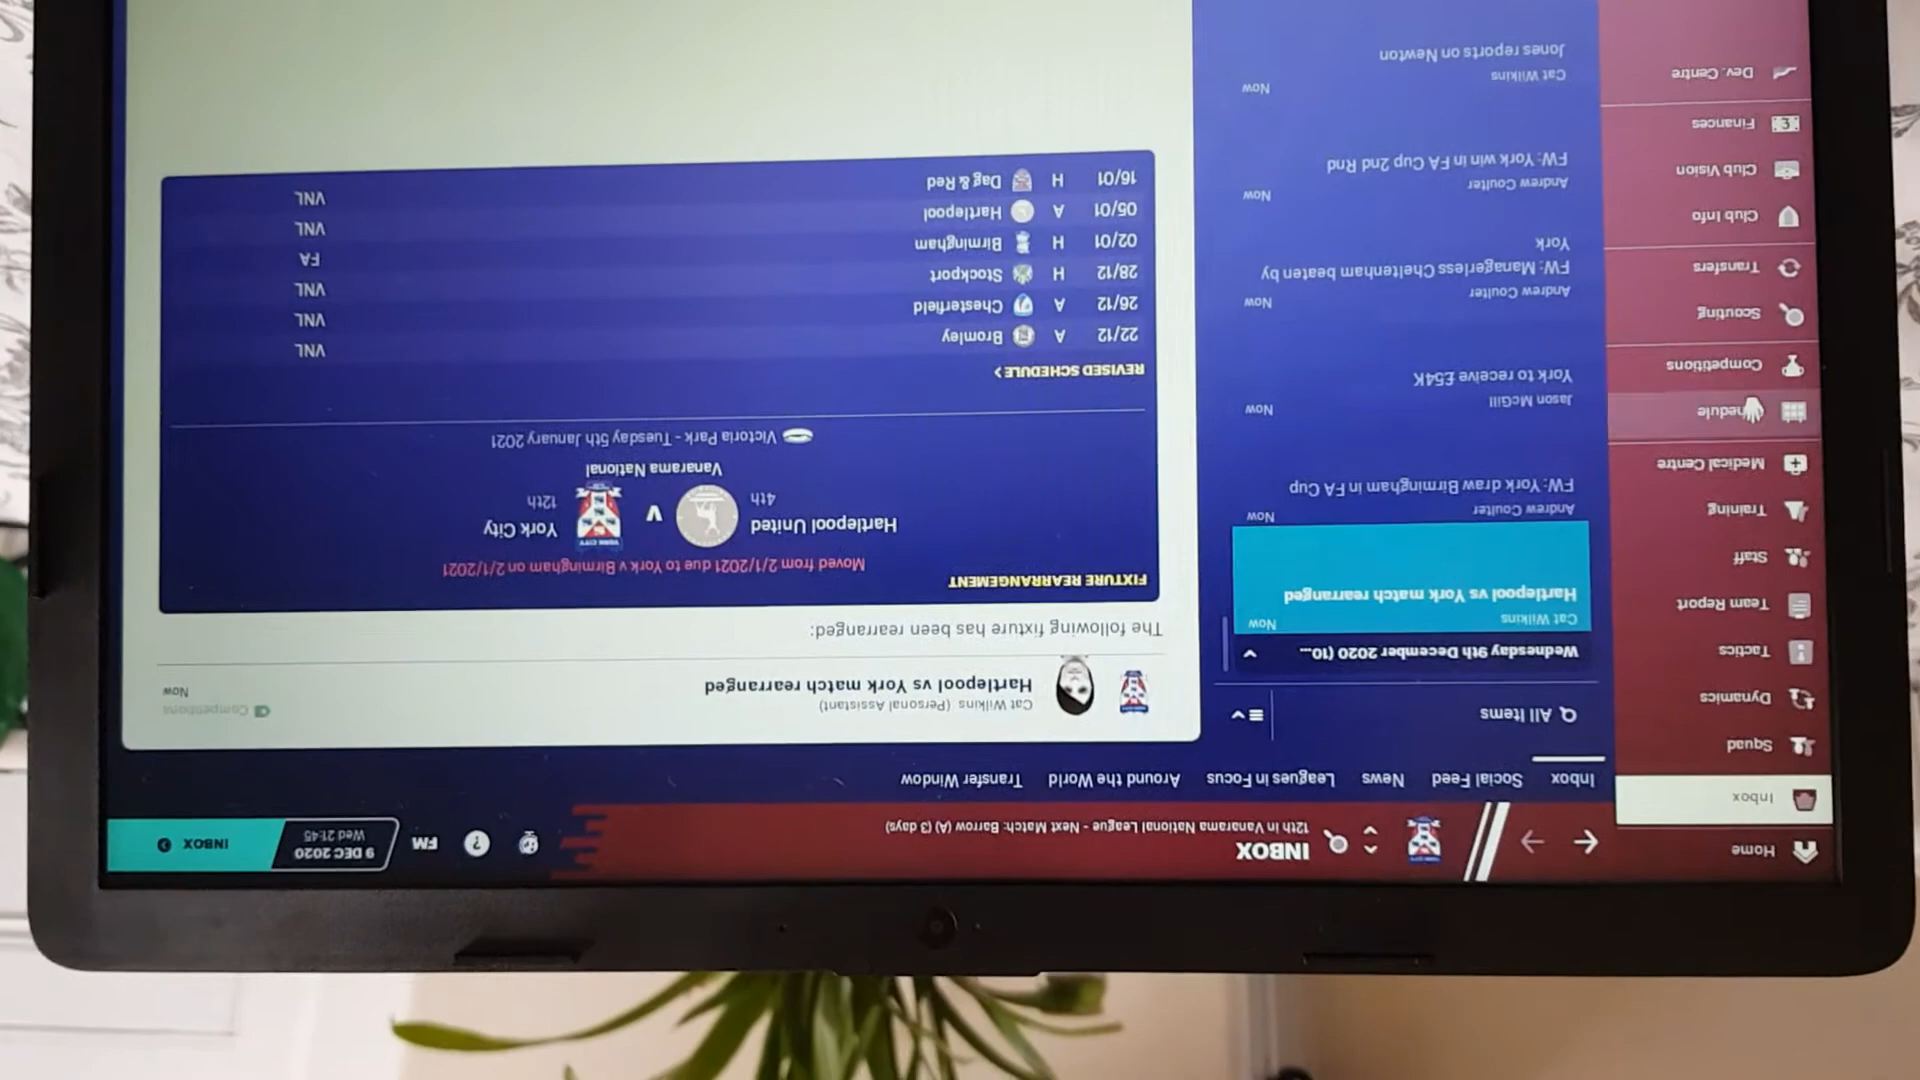 Home
Inbox
Squad
Dynamics
Tactics
Team Report
Staff
Training
Medical Centre
Schedule
Competitions
Scouting
Transfers
Club Info
Club Vision
Finances
Dev. Centre
INBOX
12th in Vanarama National League - Next Match: Barrow (A) (3 days)
FM
9 DEC 2020
Wed 21:45
INBOX
Inbox Social Feed News Leagues in Focus Around the World Transfer Window
All Items
Wednesday 9th December 2020 (10...
Cat Wilkins
Now
Hartlepool vs York match rearranged
Andrew Coulter
Now
FW: York draw Birmingham in FA Cup
Jason McGill
Now
York to receive £54K
Andrew Coulter
Now
FW: Managerless Cheltenham beaten by
York
Andrew Coulter
Now
FW: York win in FA Cup 2nd Rnd
Cat Wilkins
Now
Jones reports on Newton
Cat Wilkins (Personal Assistant)
Hartlepool vs York match rearranged
Competitions
Now
The following fixture has been rearranged:
FIXTURE REARRANGEMENT
Moved from 2/1/2021 due to York v Birmingham on 2/1/2021
Hartlepool United
4th
V
York City
12th
Vanarama National
Victoria Park - Tuesday 5th January 2021
REVISED SCHEDULE >
22/12 A Bromley VNL
26/12 A Chesterfield VNL
28/12 H Stockport VNL
02/01 H Birmingham FA
05/01 A Hartlepool VNL
16/01 H Dag & Red VNL